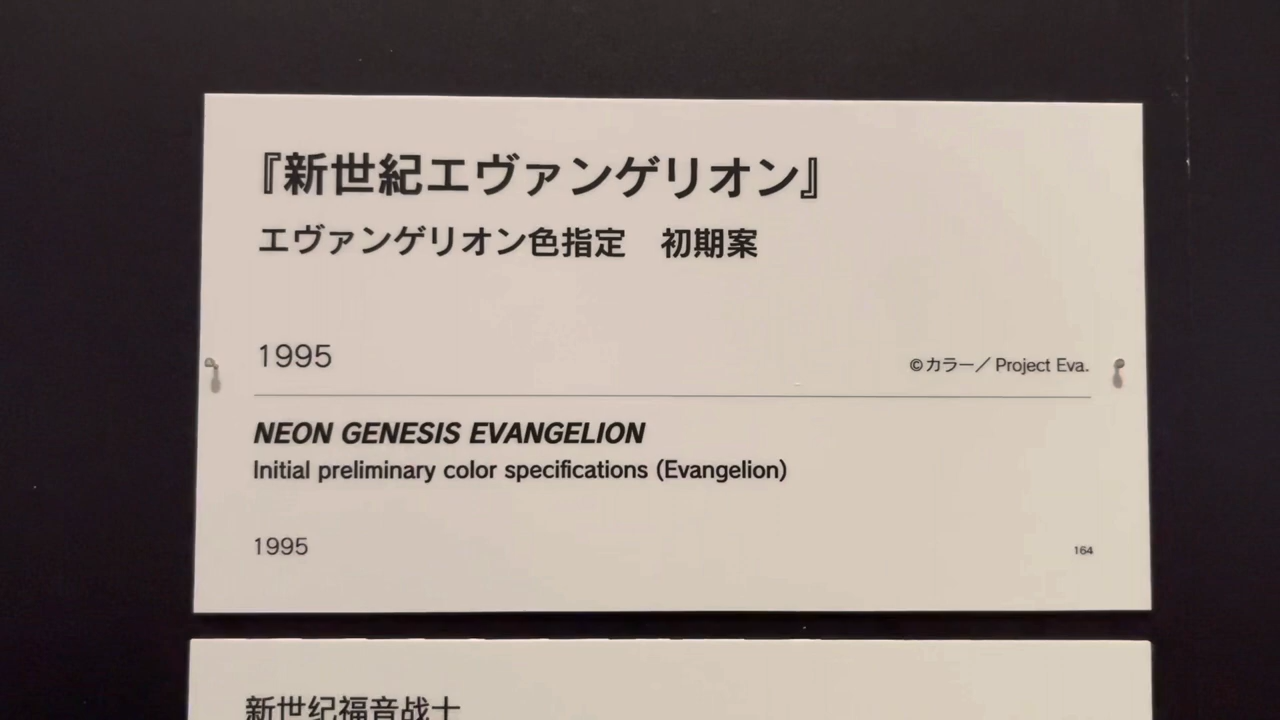 『新世紀エヴァンゲリオン』
エヴァンゲリオン色指定　初期案
1995
©カラー／Project Eva.
NEON GENESIS EVANGELION
Initial preliminary color specifications (Evangelion)
1995
164
新世纪福音战士